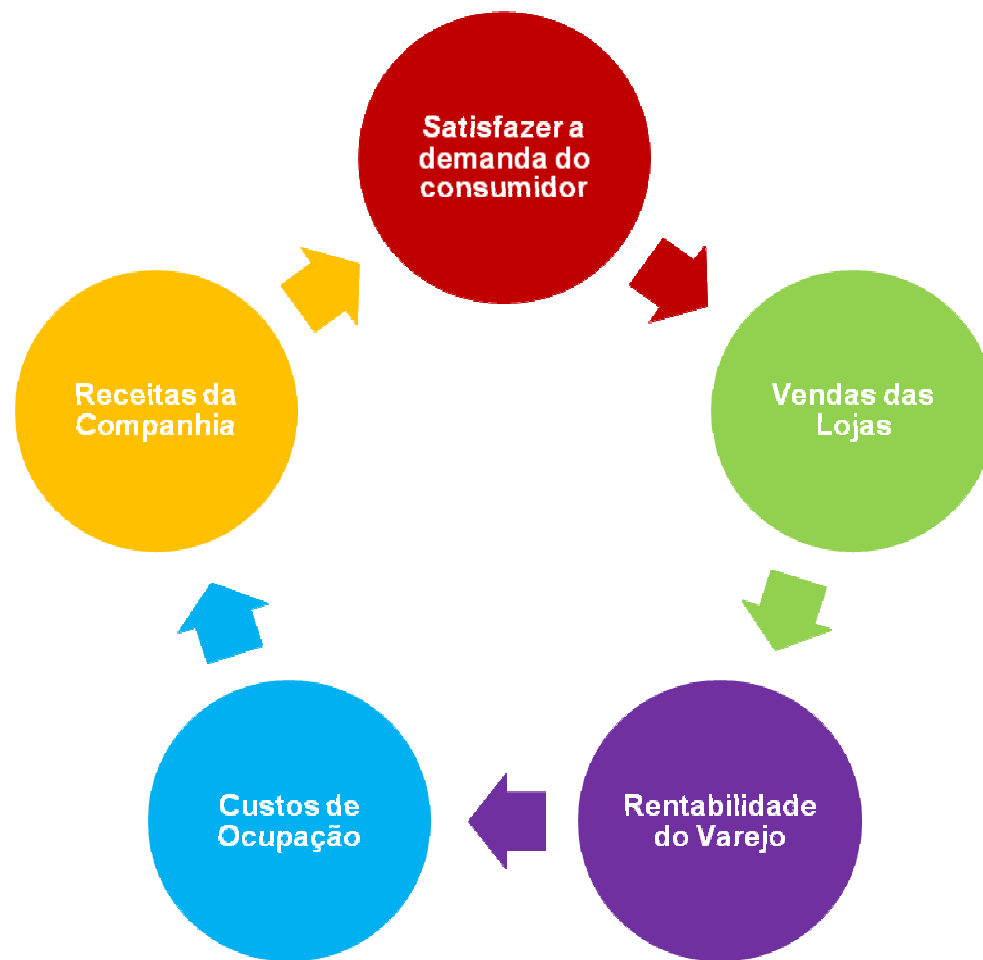 Satisfazer a
demanda do
consumidor
Vendas das
Lojas
Rentabilidade
do Varejo
Custos de
Ocupação
Receitas da
Companhia